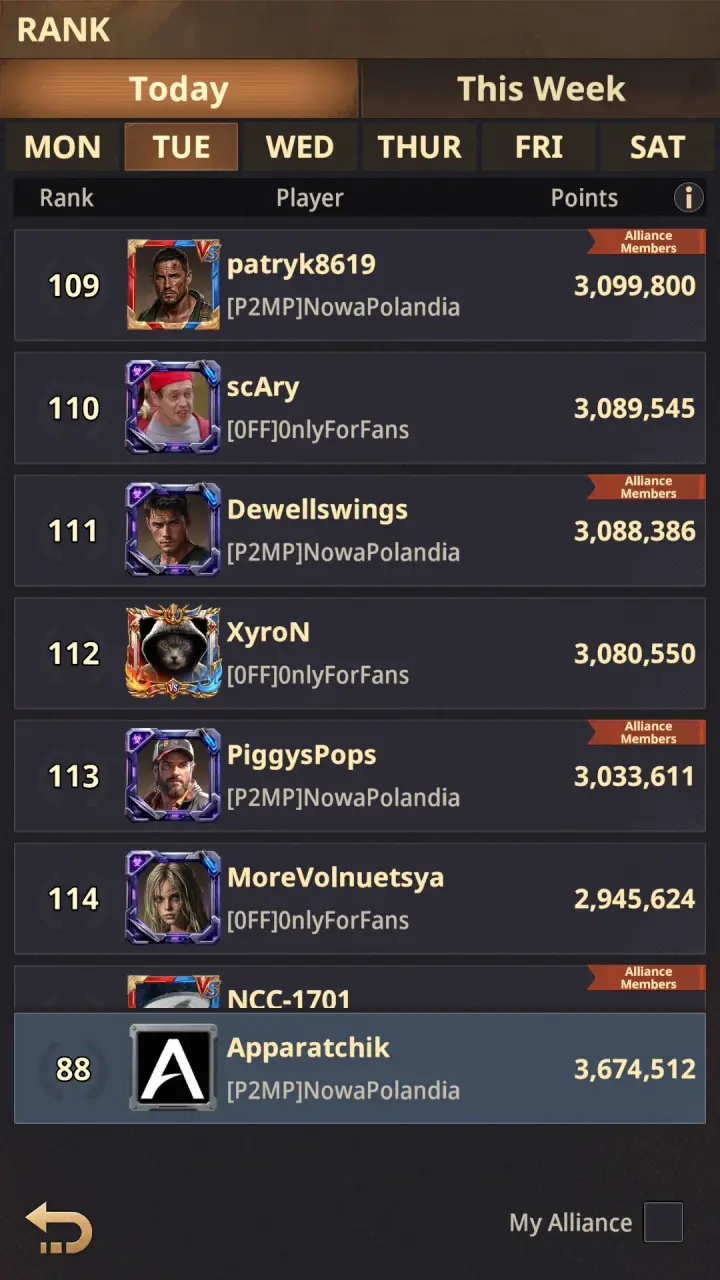 RANK
Today
This Week
MON
TUE
WED
THUR
FRI
SAT
Rank
Player
Points
i
Alliance
Members
109
VS
patryk8619
[P2MP]NowaPolandia
3,099,800
110
scAry
[0FF]0nlyForFans
3,089,545
Alliance
Members
111
Dewellswings
[P2MP]NowaPolandia
3,088,386
112
VS
XyroN
[0FF]0nlyForFans
3,080,550
Alliance
Members
113
PiggysPops
[P2MP]NowaPolandia
3,033,611
114
MoreVolnuetsya
[0FF]0nlyForFans
2,945,624
Alliance
Members
VS
NCC-1701
88
A
Apparatchik
[P2MP]NowaPolandia
3,674,512
My Alliance